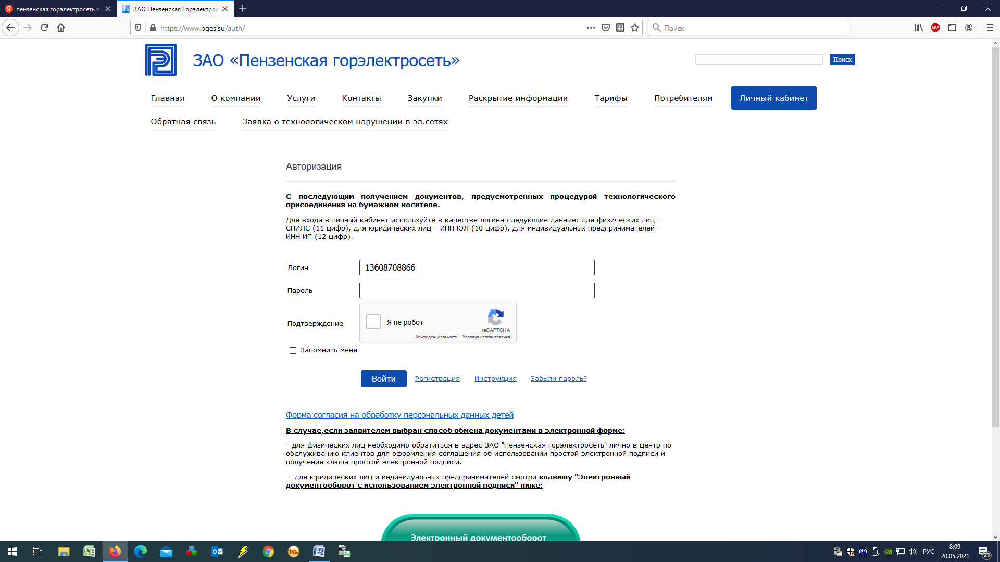 пензенская горэлектросеть о
ЗАО Пензенская Горэлектрос
https://www.pges.su/auth/
Поиск
ЗАО «Пензенская горэлектросеть»
Поиск
Главная О компании Услуги Контакты Закупки Раскрытие информации Тарифы Потребителям Личный кабинет
Обратная связь Заявка о технологическом нарушении в эл.сетях
Авторизация
С последующим получением документов, предусмотренных процедурой технологического
присоединения на бумажном носителе.
Для входа в личный кабинет используйте в качестве логина следующие данные: для физических лиц -
СНИЛС (11 цифр), для юридических лиц - ИНН ЮЛ (10 цифр), для индивидуальных предпринимателей -
ИНН ИП (12 цифр).
Логин 13608708866
Пароль
Подтверждение Я не робот
reCAPTCHA
Конфиденциальность - Условия использования
Запомнить меня
Войти Регистрация Инструкция Забыли пароль?
Форма согласия на обработку персональных данных детей
В случае,если заявителем выбран способ обмена документами в электронной форме:
- для физических лиц необходимо обратиться в адрес ЗАО "Пензенская горэлектросеть" лично в центр по
обслуживанию клиентов для оформления соглашения об использовании простой электронной подписи и
получения ключа простой электронной подписи.
- для юридических лиц и индивидуальных предпринимателей смотри клавишу "Электронный
документооборот с использованием электронной подписи" ниже:
Электронный документооборот
РУС
8:09
20.05.2021
21